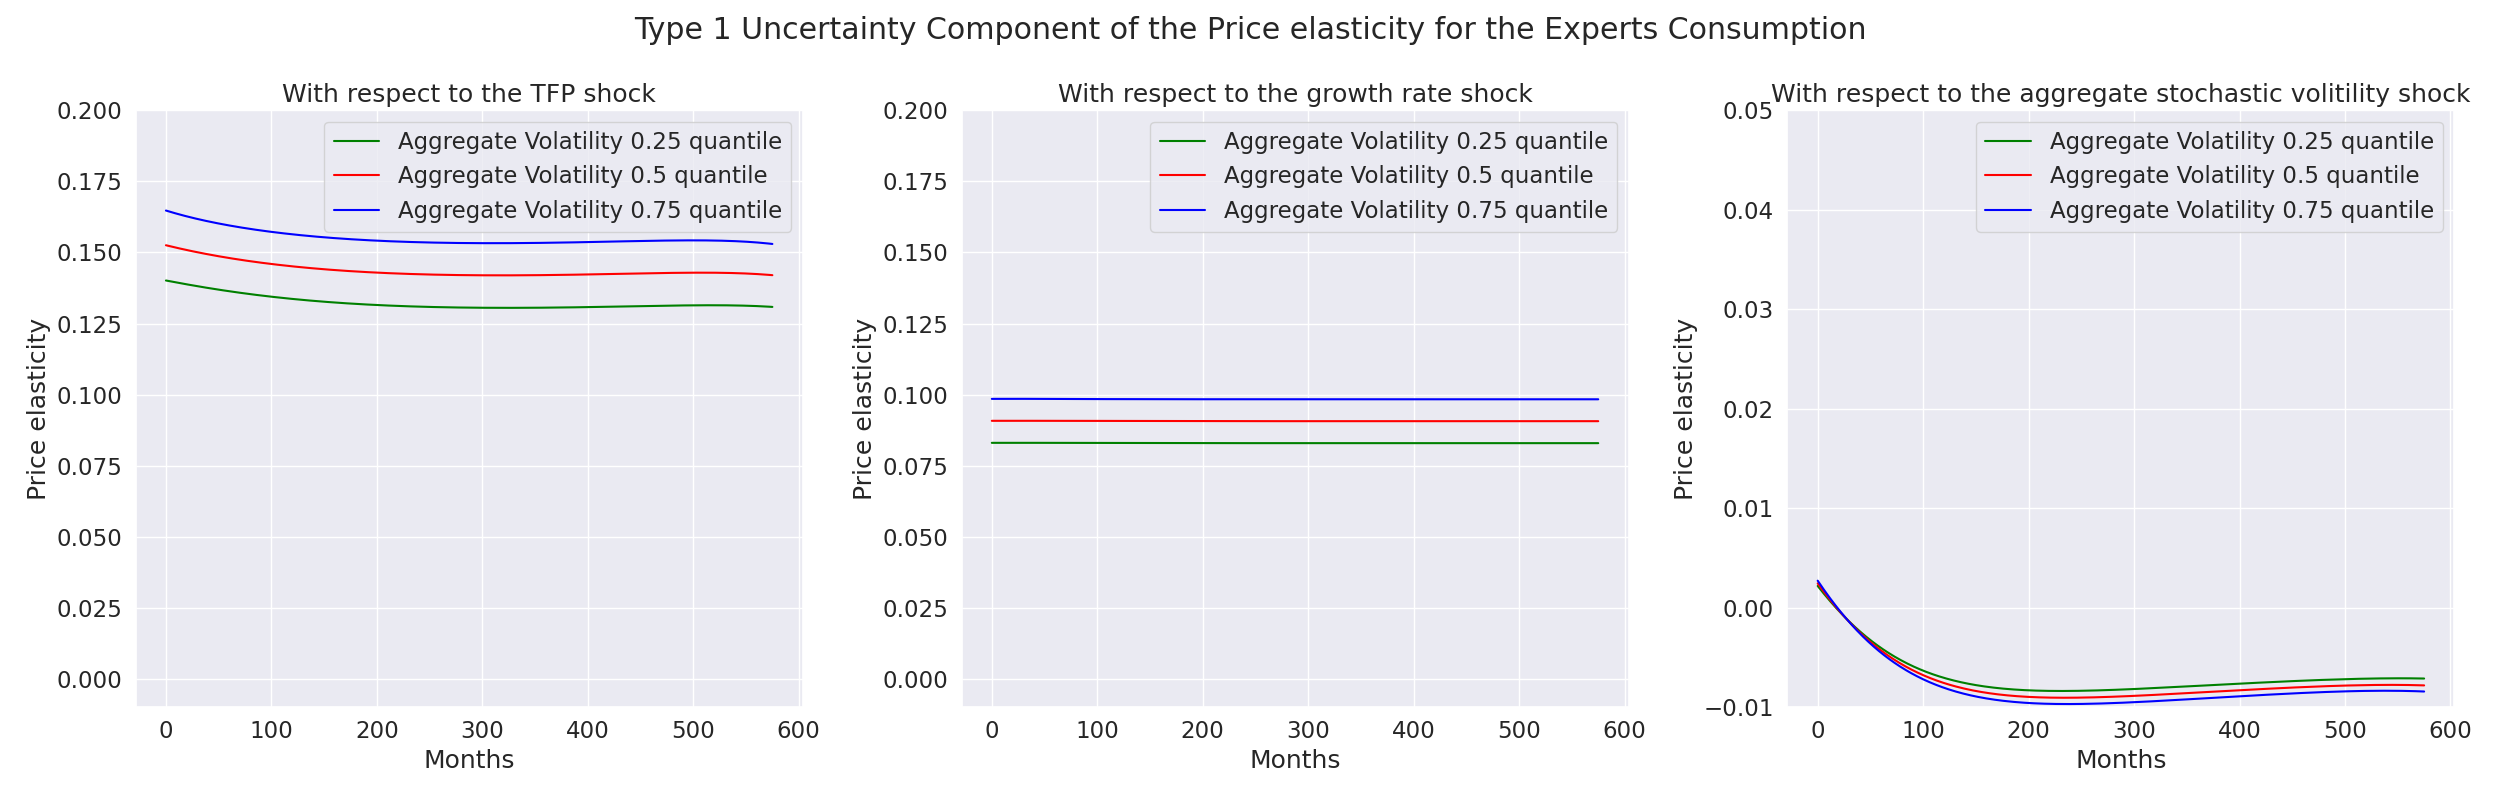 Type 1 Uncertainty Component of the Price elasticity for the Experts Consumption
With respect to the TFP shock
0.200
0.175
0.150
0.125
0.100
0.075
0.050
0.025
0.000
Price elasticity
Aggregate Volatility 0.25 quantile
Aggregate Volatility 0.5 quantile
Aggregate Volatility 0.75 quantile
0 100 200 300 400 500 600
Months
With respect to the growth rate shock
0.200
0.175
0.150
0.125
0.100
0.075
0.050
0.025
0.000
Price elasticity
Aggregate Volatility 0.25 quantile
Aggregate Volatility 0.5 quantile
Aggregate Volatility 0.75 quantile
0 100 200 300 400 500 600
Months
With respect to the aggregate stochastic volitility shock
0.05
0.04
0.03
0.02
0.01
0.00
−0.01
Price elasticity
Aggregate Volatility 0.25 quantile
Aggregate Volatility 0.5 quantile
Aggregate Volatility 0.75 quantile
0 100 200 300 400 500 600
Months